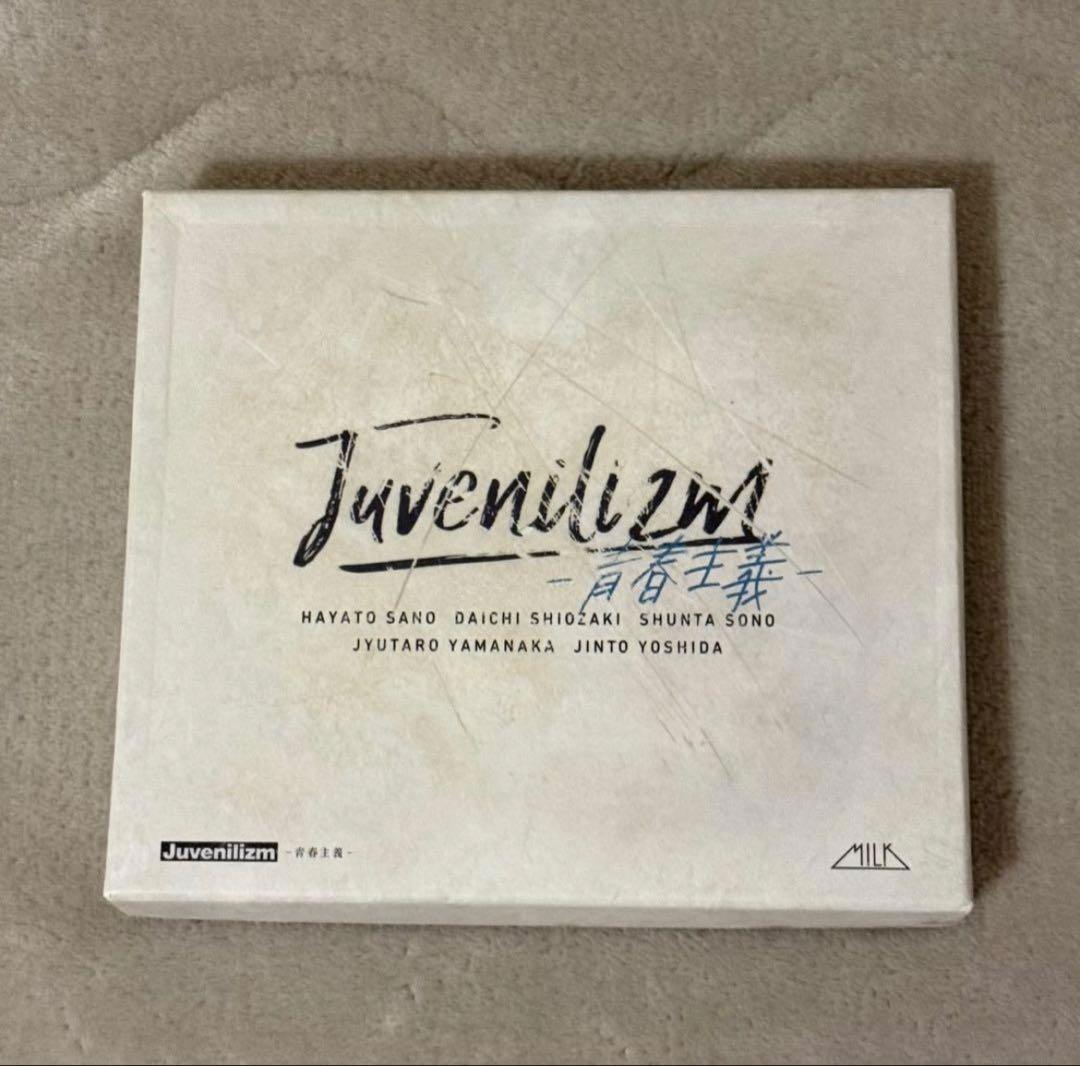 Juvenilizm
-青春主義-
HAYATO SANO DAICHI SHIOZAKI SHUNTA SONO
JYUTARO YAMANAKA JINTO YOSHIDA
Juvenilizm -青春主義-
MILK